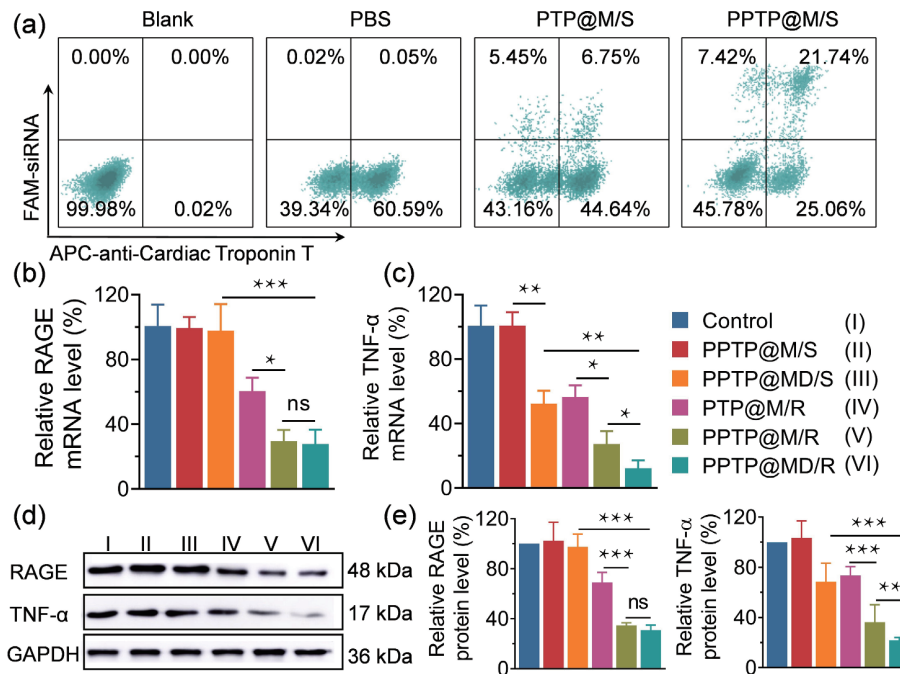 (a)
Blank
PBS
PTP@M/S
PPTP@M/S
0.00% 0.00%
0.02% 0.05%
5.45% 6.75%
7.42% 21.74%
FAM-siRNA
99.98% 0.02%
39.34% 60.59%
43.16% 44.64%
45.78% 25.06%
APC-anti-Cardiac Troponin T
(b)
Relative RAGE
mRNA level (%)
120
80
40
0
***
*
ns
(c)
Relative TNF-α
mRNA level (%)
120
80
40
0
**
**
*
*
Control (I)
PPTP@M/S (II)
PPTP@MD/S (III)
PTP@M/R (IV)
PPTP@M/R (V)
PPTP@MD/R (VI)
(d)
I II III IV V VI
RAGE 48 kDa
TNF-α 17 kDa
GAPDH 36 kDa
(e)
Relative RAGE
protein level (%)
120
80
40
0
***
***
ns
Relative TNF-α
protein level (%)
120
80
40
0
***
***
**